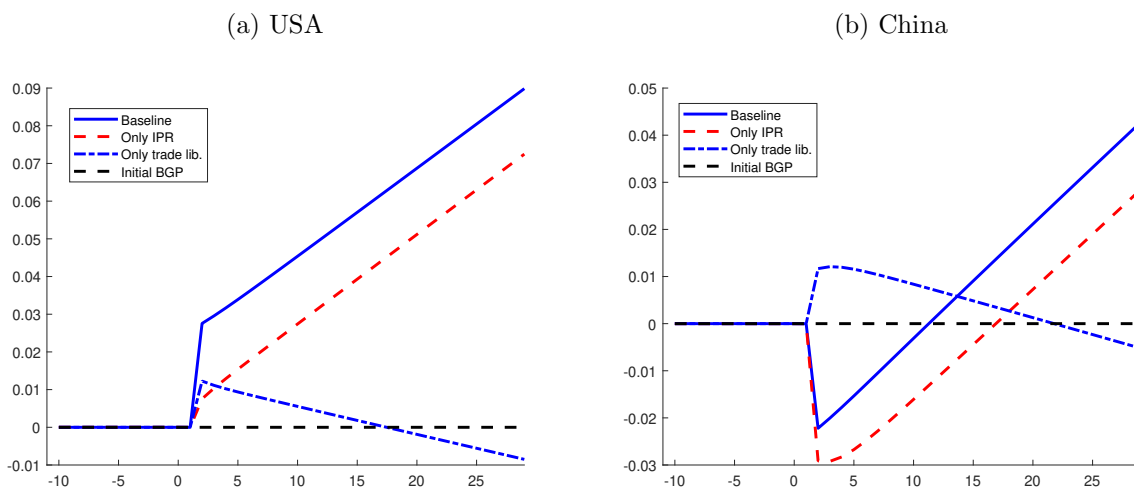 (a) USA
0.09
0.08
0.07
0.06
0.05
0.04
0.03
0.02
0.01
0
-0.01
-10 -5 0 5 10 15 20 25
Baseline
Only IPR
Only trade lib.
Initial BGP
(b) China
0.05
0.04
0.03
0.02
0.01
0
-0.01
-0.02
-0.03
-10 -5 0 5 10 15 20 25
Baseline
Only IPR
Only trade lib.
Initial BGP